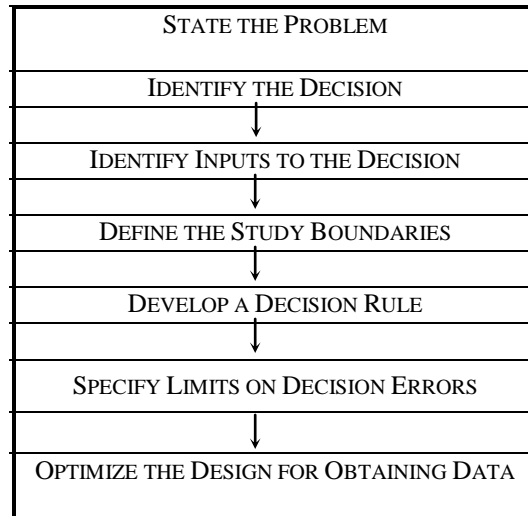 STATE THE PROBLEM
IDENTIFY THE DECISION
IDENTIFY INPUTS TO THE DECISION
DEFINE THE STUDY BOUNDARIES
DEVELOP A DECISION RULE
SPECIFY LIMITS ON DECISION ERRORS
OPTIMIZE THE DESIGN FOR OBTAINING DATA